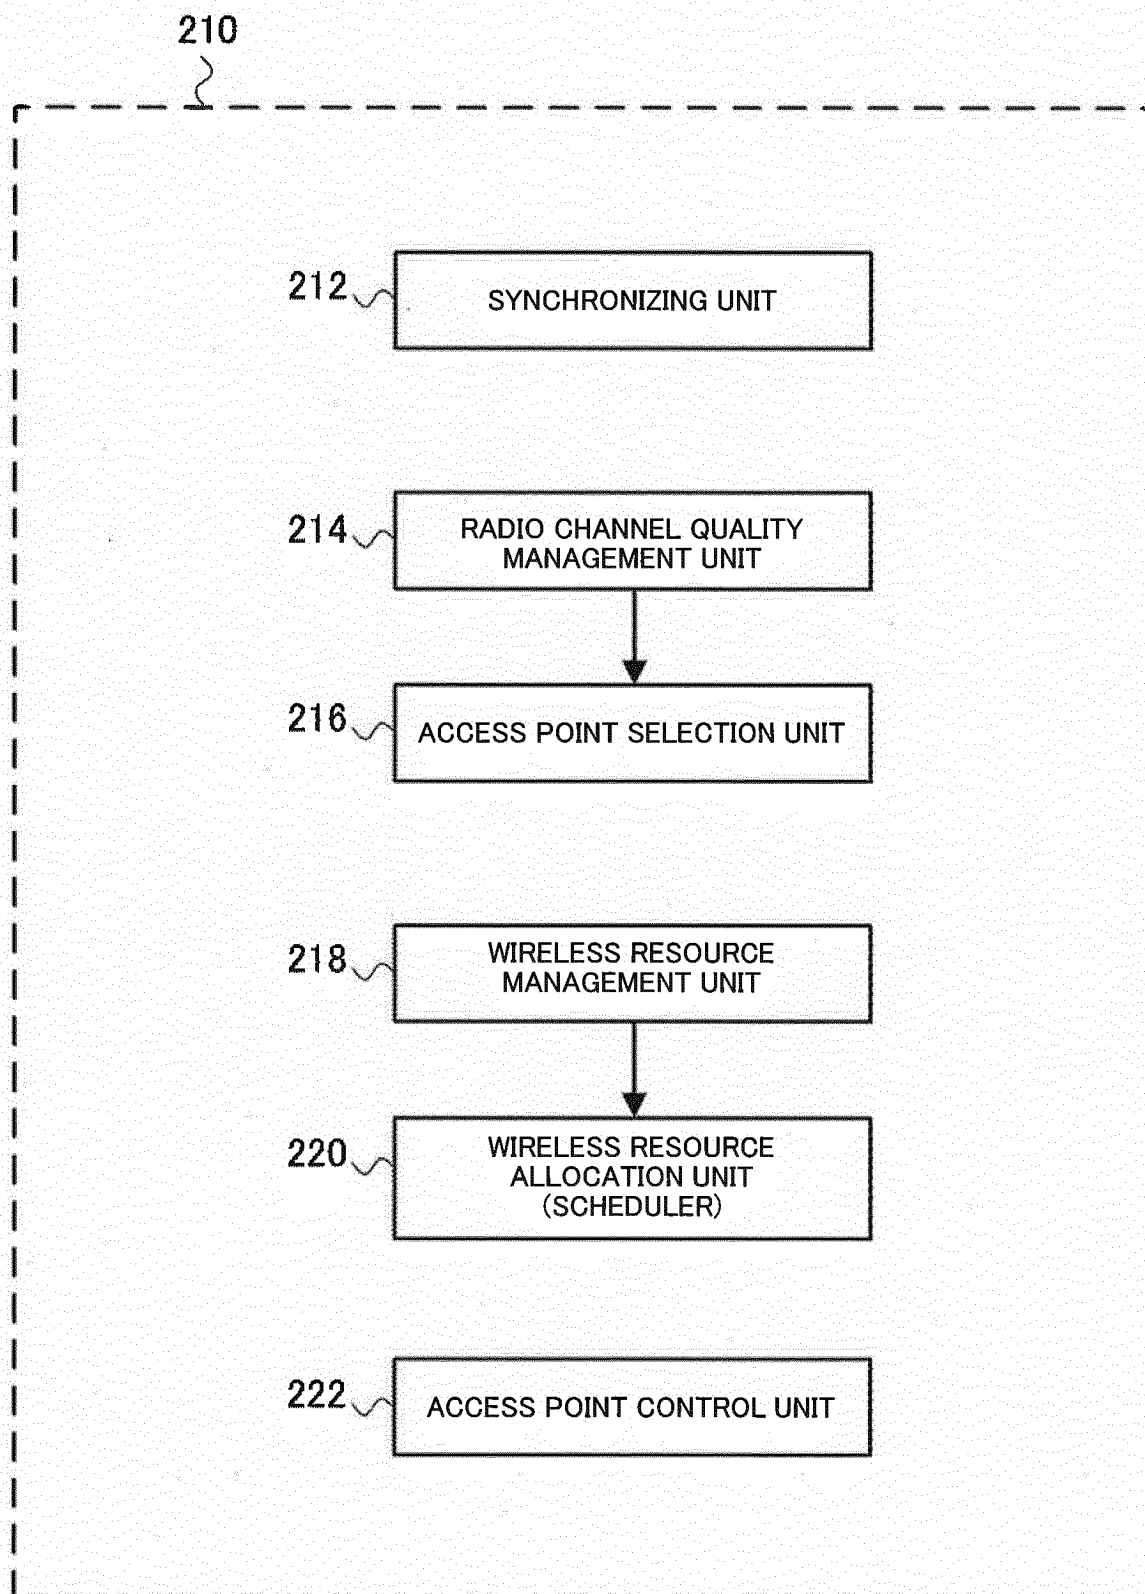 210
212
SYNCHRONIZING UNIT
214
RADIO CHANNEL QUALITY
MANAGEMENT UNIT
216
ACCESS POINT SELECTION UNIT
218
WIRELESS RESOURCE
MANAGEMENT UNIT
220
WIRELESS RESOURCE
ALLOCATION UNIT
(SCHEDULER)
222
ACCESS POINT CONTROL UNIT